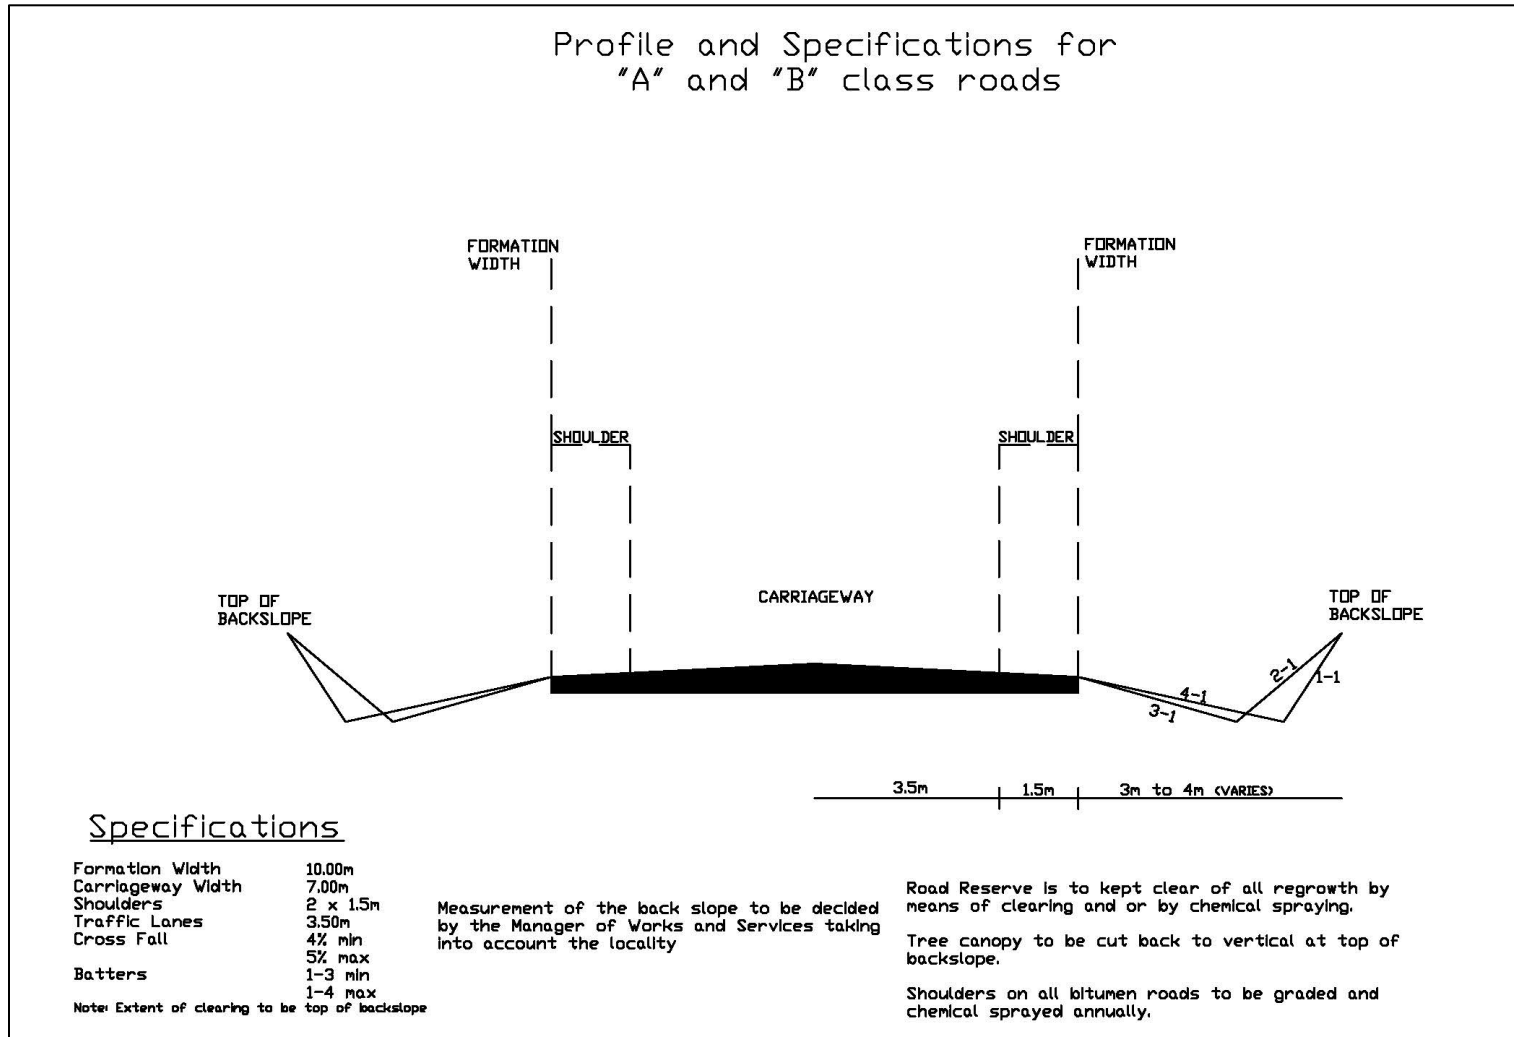 Profile and Specifications for
"A" and "B" class roads
FORMATION
WIDTH
FORMATION
WIDTH
SHOULDER
SHOULDER
CARRIAGEWAY
TOP OF
BACKSLOPE
TOP OF
BACKSLOPE
2-1
1-1
4-1
3-1
3.5m
1.5m
3m to 4m (VARIES)
Specifications
Formation Width 10.00m
Carriageway Width 7.00m
Shoulders 2 x 1.5m
Traffic Lanes 3.50m
Cross Fall 4% min
5% max
Batters 1-3 min
1-4 max
Note: Extent of clearing to be top of backslope
Measurement of the back slope to be decided
by the Manager of Works and Services taking
into account the locality
Road Reserve is to kept clear of all regrowth by
means of clearing and or by chemical spraying.
Tree canopy to be cut back to vertical at top of
backslope.
Shoulders on all bitumen roads to be graded and
chemical sprayed annually.